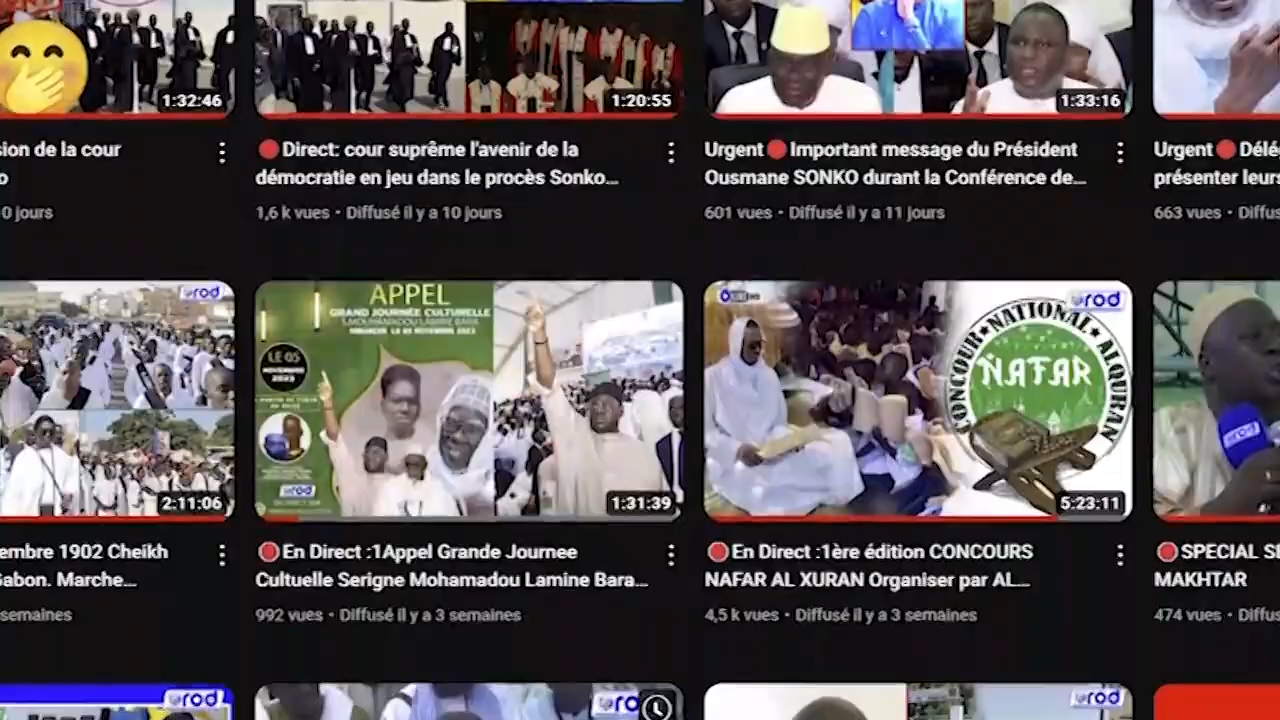 1:32:46
1:20:55
1:33:16
sion de la cour
o
0 jours
Direct: cour suprême l'avenir de la
démocratie en jeu dans le procès Sonko...
1,6 k vues • Diffusé il y a 10 jours
Urgent Important message du Président
Ousmane SONKO durant la Conférence de...
601 vues • Diffusé il y a 11 jours
Urgent Délé
présenter leurs
663 vues • Diffus
rod
2:11:06
APPEL
GRAND JOURNÉE CULTURELLE
LE 05
NOVEMBRE
2023
rod
1:31:39
rod
CONCOUR★NATIONAL★ALQURAN
NAFAR
5:23:11
rod
embre 1902 Cheikh
Gabon. Marche...
semaines
En Direct :1Appel Grande Journee
Cultuelle Serigne Mohamadou Lamine Bara...
992 vues • Diffusé il y a 3 semaines
En Direct :1ère édition CONCOURS
NAFAR AL XURAN Organiser par AL...
4,5 k vues • Diffusé il y a 3 semaines
SPECIAL S
MAKHTAR
474 vues • Diffus
rod
ro
rod